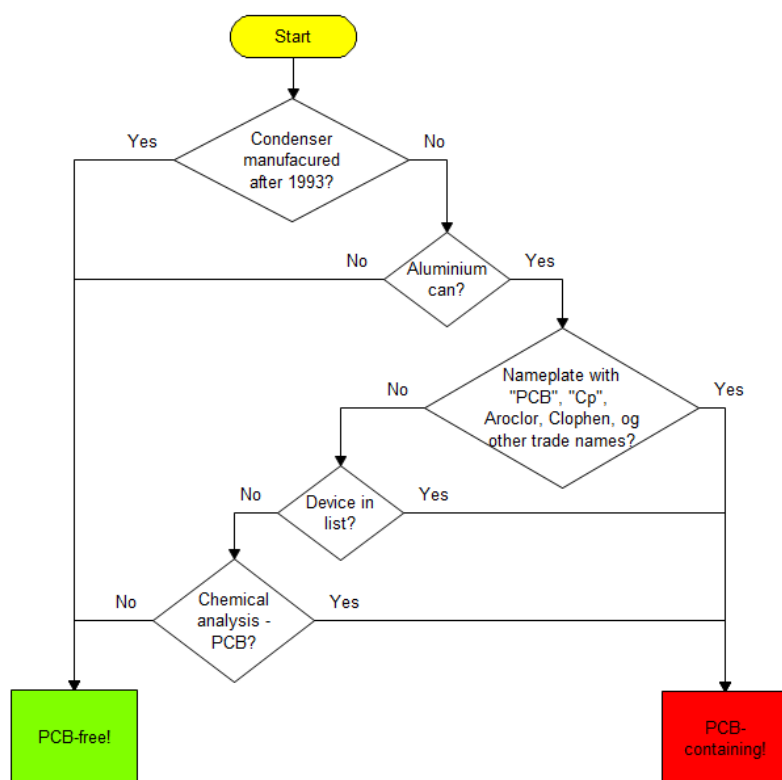 Start
Yes
Condenser
manufacured
after 1993?
No
No
Aluminium
can?
Yes
No
Nameplate with
"PCB", "Cp",
Aroclor, Clophen, og
other trade names?
Yes
No
Device in
list?
Yes
No
Chemical
analysis -
PCB?
Yes
PCB-free!
PCB-
containing!